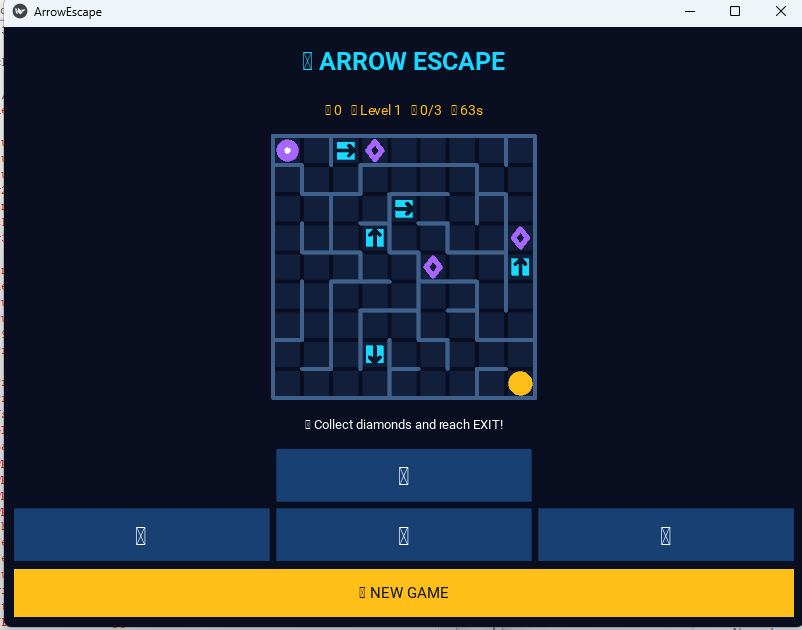 ArrowEscape
ARROW ESCAPE
0 Level 1 0/3 63s
Collect diamonds and reach EXIT!
NEW GAME